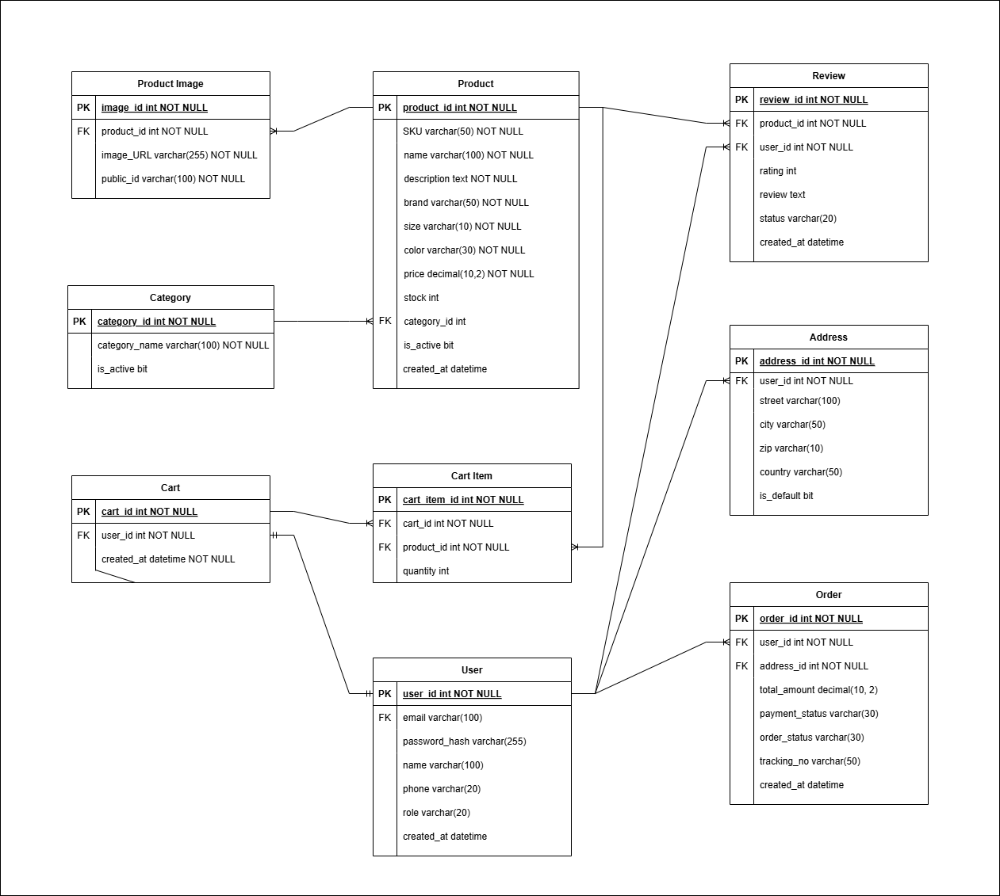 Product Image
PK image_id int NOT NULL
FK product_id int NOT NULL
image_URL varchar(255) NOT NULL
public_id varchar(100) NOT NULL
Product
PK product_id int NOT NULL
SKU varchar(50) NOT NULL
name varchar(100) NOT NULL
description text NOT NULL
brand varchar(50) NOT NULL
size varchar(10) NOT NULL
color varchar(30) NOT NULL
price decimal(10,2) NOT NULL
stock int
FK category_id int
is_active bit
created_at datetime
Review
PK review_id int NOT NULL
FK product_id int NOT NULL
FK user_id int NOT NULL
rating int
review text
status varchar(20)
created_at datetime
Category
PK category_id int NOT NULL
category_name varchar(100) NOT NULL
is_active bit
Address
PK address_id int NOT NULL
FK user_id int NOT NULL
street varchar(100)
city varchar(50)
zip varchar(10)
country varchar(50)
is_default bit
Cart
PK cart_id int NOT NULL
FK user_id int NOT NULL
created_at datetime NOT NULL
Cart Item
PK cart_item_id int NOT NULL
FK cart_id int NOT NULL
FK product_id int NOT NULL
quantity int
User
PK user_id int NOT NULL
FK email varchar(100)
password_hash varchar(255)
name varchar(100)
phone varchar(20)
role varchar(20)
created_at datetime
Order
PK order_id int NOT NULL
FK user_id int NOT NULL
FK address_id int NOT NULL
total_amount decimal(10, 2)
payment_status varchar(30)
order_status varchar(30)
tracking_no varchar(50)
created_at datetime